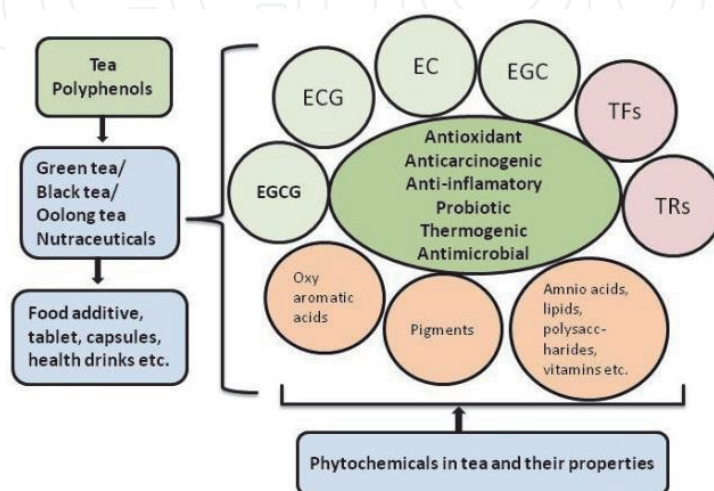 Tea
Polyphenols
Green tea/
Black tea/
Oolong tea
Nutraceuticals
Food additive,
tablet, capsules,
health drinks etc.
EGCG
ECG
EC
EGC
TFs
TRs
Antioxidant
Anticarcinogenic
Anti-inflamatory
Probiotic
Thermogenic
Antimicrobial
Oxy
aromatic
acids
Pigments
Amnio acids,
lipids,
polysacc-
harides,
vitamins etc.
Phytochemicals in tea and their properties